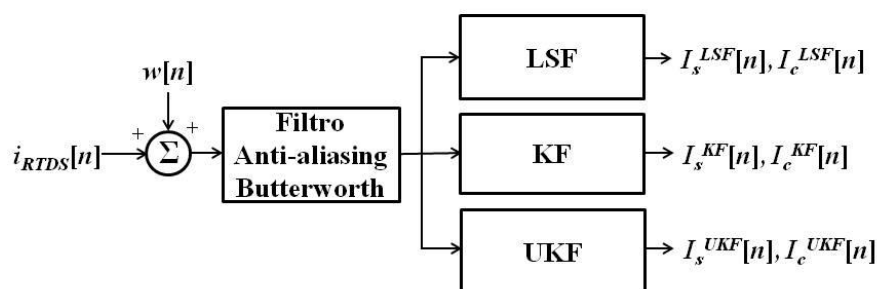 w[n]
+ +
i_RTDS[n] Σ
Filtro
Anti-aliasing
Butterworth
LSF
I_s^LSF[n], I_c^LSF[n]
KF
I_s^KF[n], I_c^KF[n]
UKF
I_s^UKF[n], I_c^UKF[n]